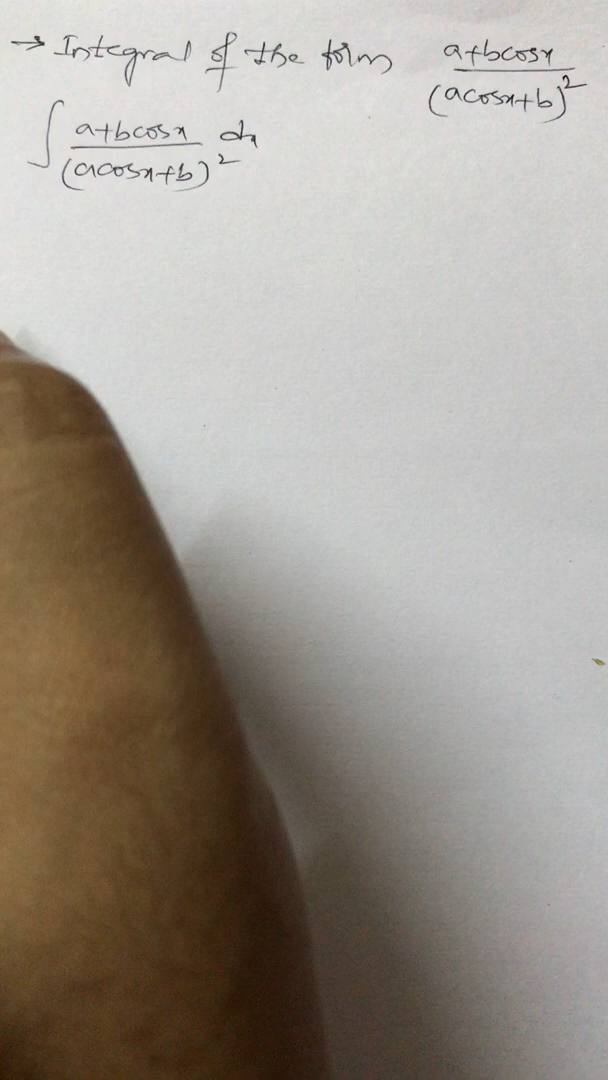 → Integral of the form (a+bcosx)/(acosx+b)²
∫ (a+bcosx)/(acosx+b)² dx